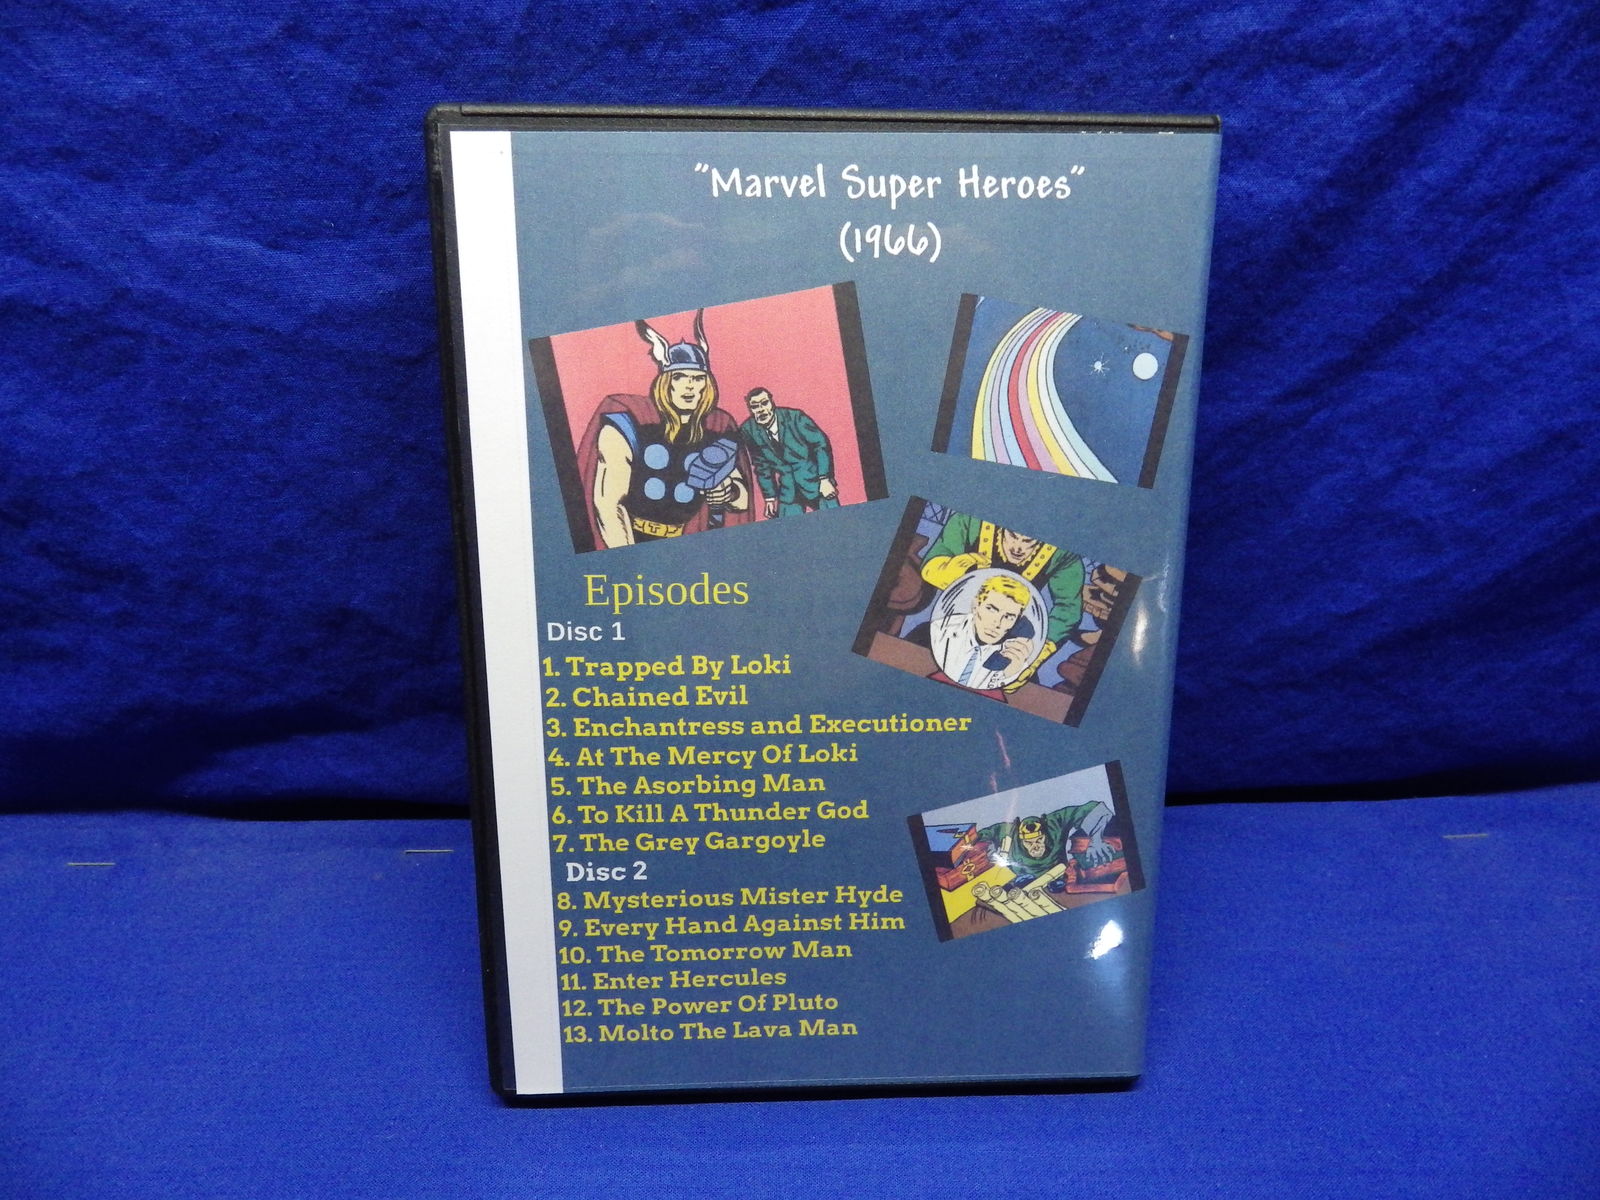 "Marvel Super Heroes"
(1966)
Episodes
Disc 1
1. Trapped By Loki
2. Chained Evil
3. Enchantress and Executioner
4. At The Mercy Of Loki
5. The Asorbing Man
6. To Kill A Thunder God
7. The Grey Gargoyle
Disc 2
8. Mysterious Mister Hyde
9. Every Hand Against Him
10. The Tomorrow Man
11. Enter Hercules
12. The Power Of Pluto
13. Molto The Lava Man